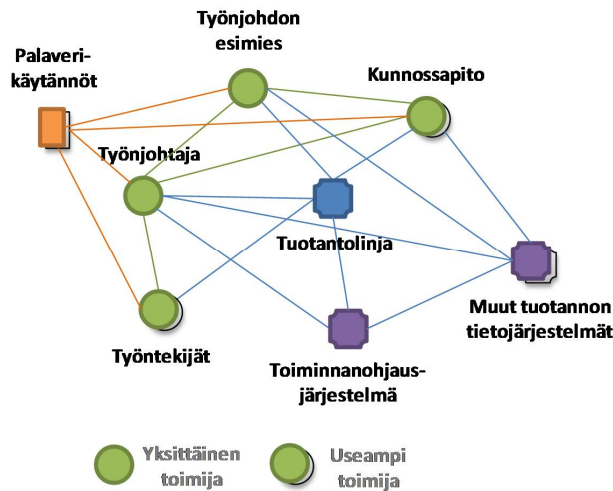 Työnjohdon
esimies
Palaveri-
käytännöt
Kunnossapito
Työnjohtaja
Tuotantolinja
Muut tuotannon
tietojärjestelmät
Työntekijät
Toiminnanohjaus-
järjestelmä
Yksittäinen
toimija
Useampi
toimija